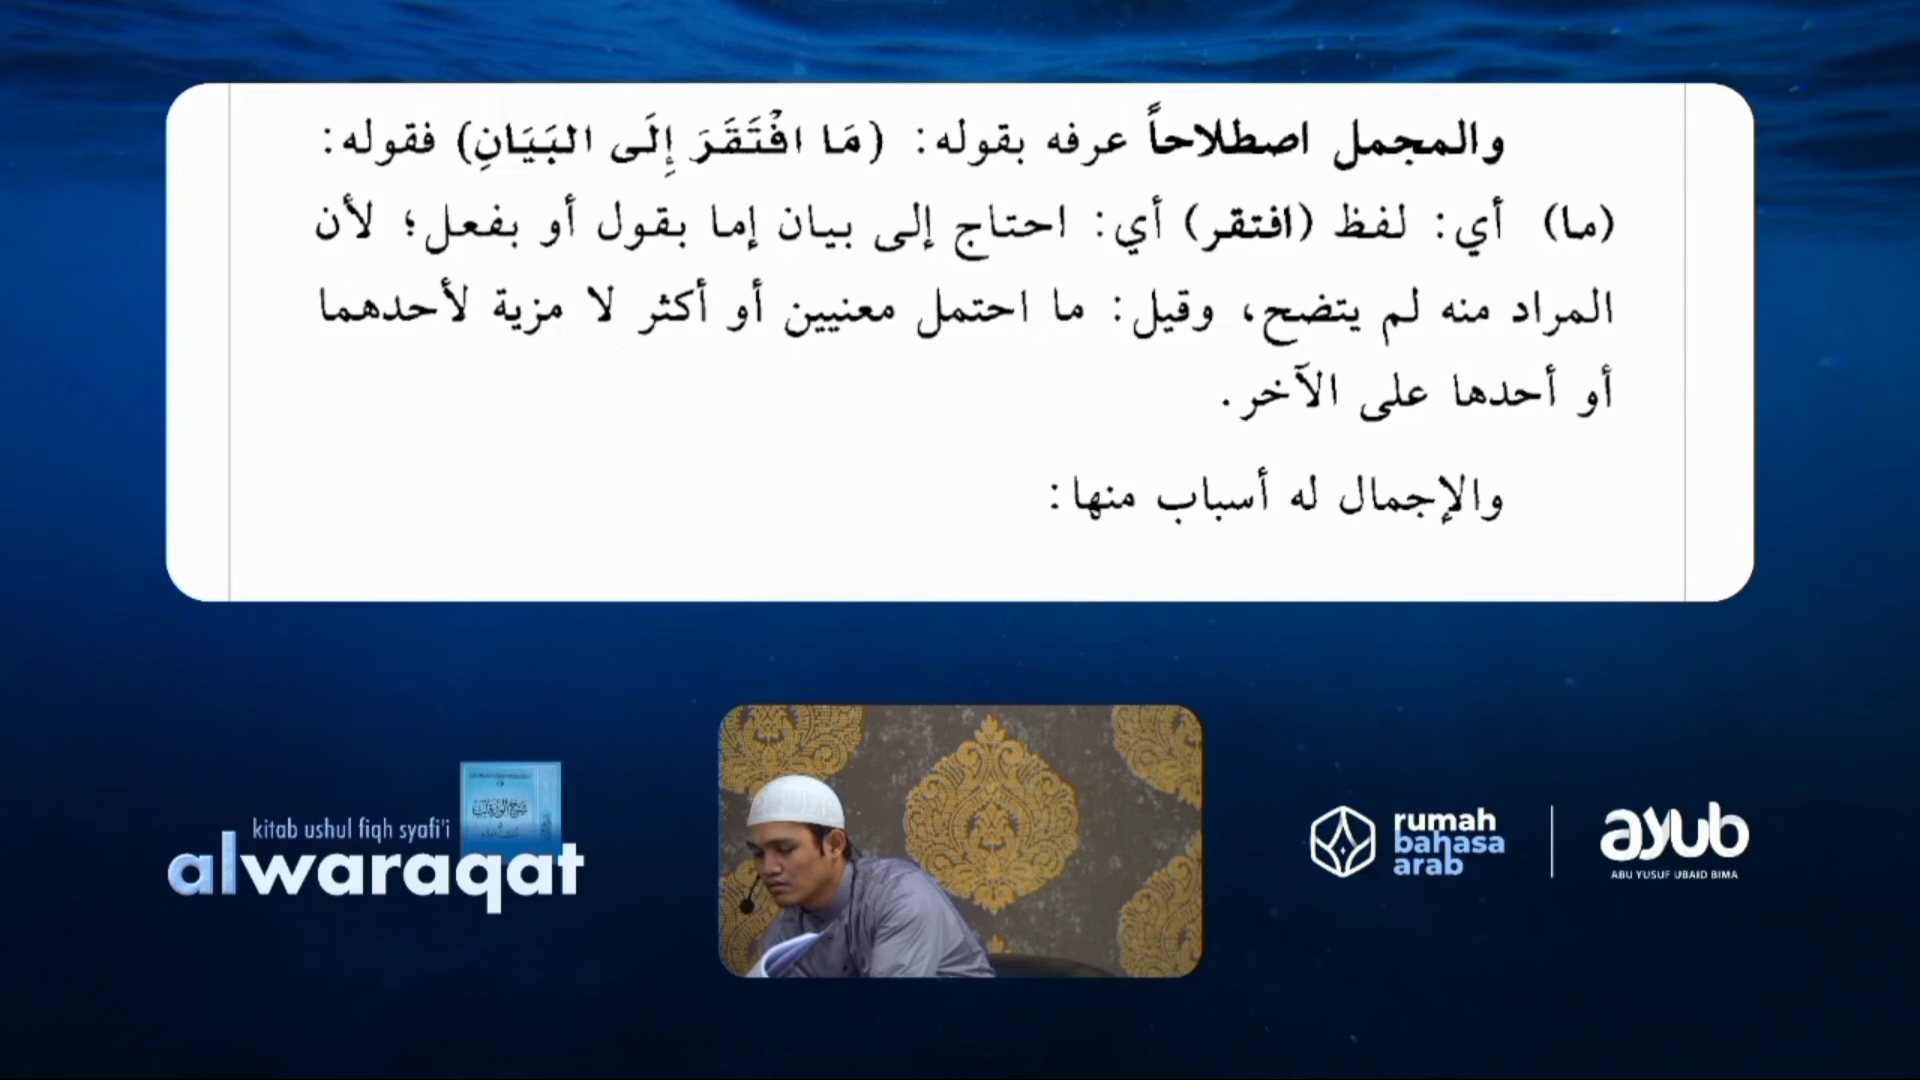 والمجمل اصطلاحاً عرفه بقوله: (مَا افْتَقَرَ إِلَى البَيَانِ) فقوله:
(ما) أي: لفظ (افتقر) أي: احتاج إلى بيان إما بقول أو بفعل؛ لأن
المراد منه لم يتضح، وقيل: ما احتمل معنيين أو أكثر لا مزية لأحدهما
أو أحدها على الآخر.
والإجمال له أسباب منها:
kitab ushul fiqh syafi'i
alwaraqat
rumah
bahasa
arab
ayub
ABU YUSUF UBAID BIMA